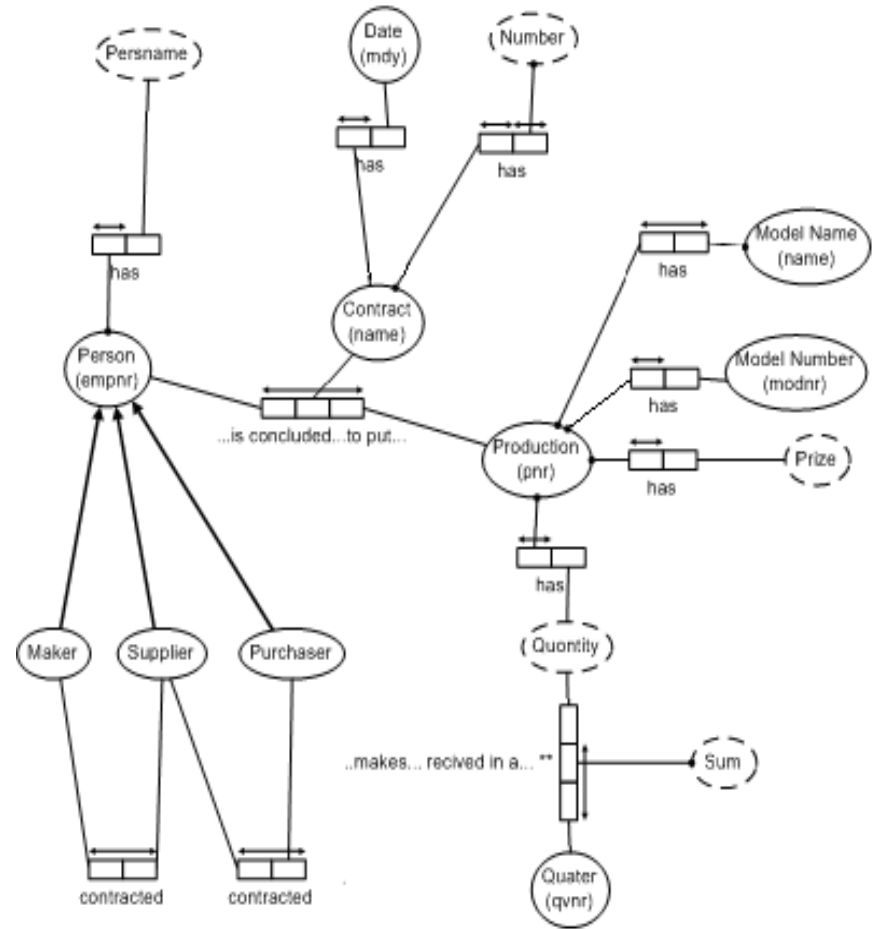 Date
(mdy)
Number
Persname
has
has
has
Model Name
(name)
has
Contract
(name)
Person
(empnr)
Model Number
(modnr)
has
...is concluded...to put...
Production
(pnr)
Prize
has
has
Maker
Supplier
Purchaser
Quontity
..makes... recived in a... **
Sum
Quater
(qvnr)
contracted
contracted